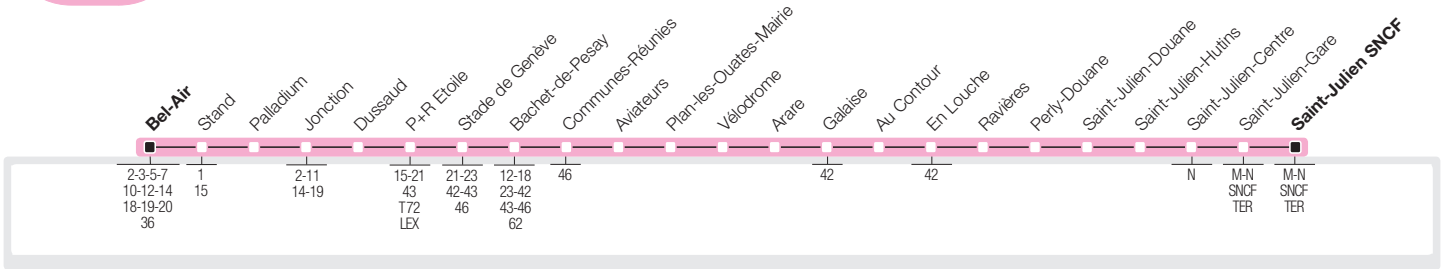 Bel-Air
Stand
Palladium
Jonction
Dussaud
P+R Etoile
Stade de Genève
Bachet-de-Pesay
Communes-Réunies
Aviateurs
Plan-les-Ouates-Mairie
Vélodrome
Arare
Galaise
Au Contour
En Louche
Ravières
Perly-Douane
Saint-Julien-Douane
Saint-Julien-Hutins
Saint-Julien-Centre
Saint-Julien-Gare
Saint-Julien SNCF
2-3-5-7
10-12-14
18-19-20
36
1
15
2-11
14-19
15-21
43
T72
LEX
21-23
42-43
46
12-18
23-42
43-46
62
46
42
42
N
M-N
SNCF
TER
M-N
SNCF
TER